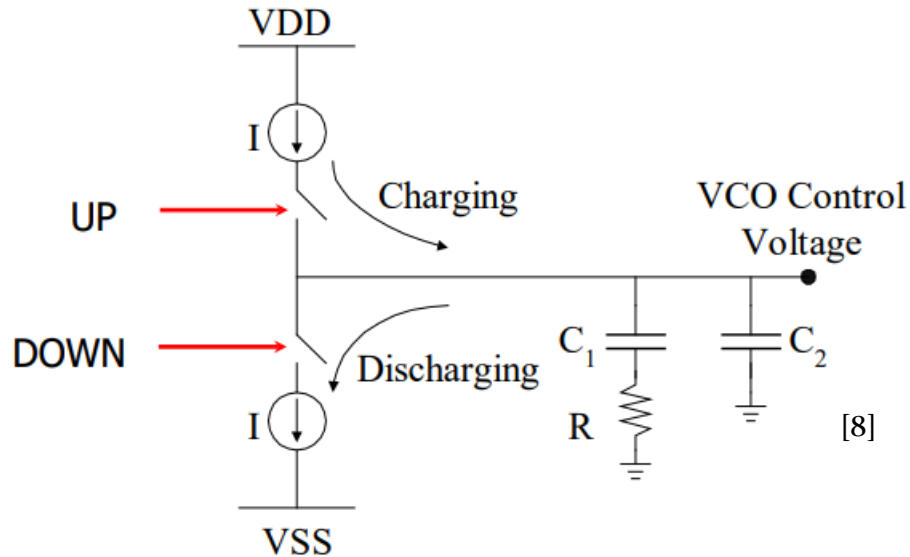 VDD
I
Charging
UP
VCO Control
Voltage
DOWN
Discharging
C1
C2
I
R
[8]
VSS